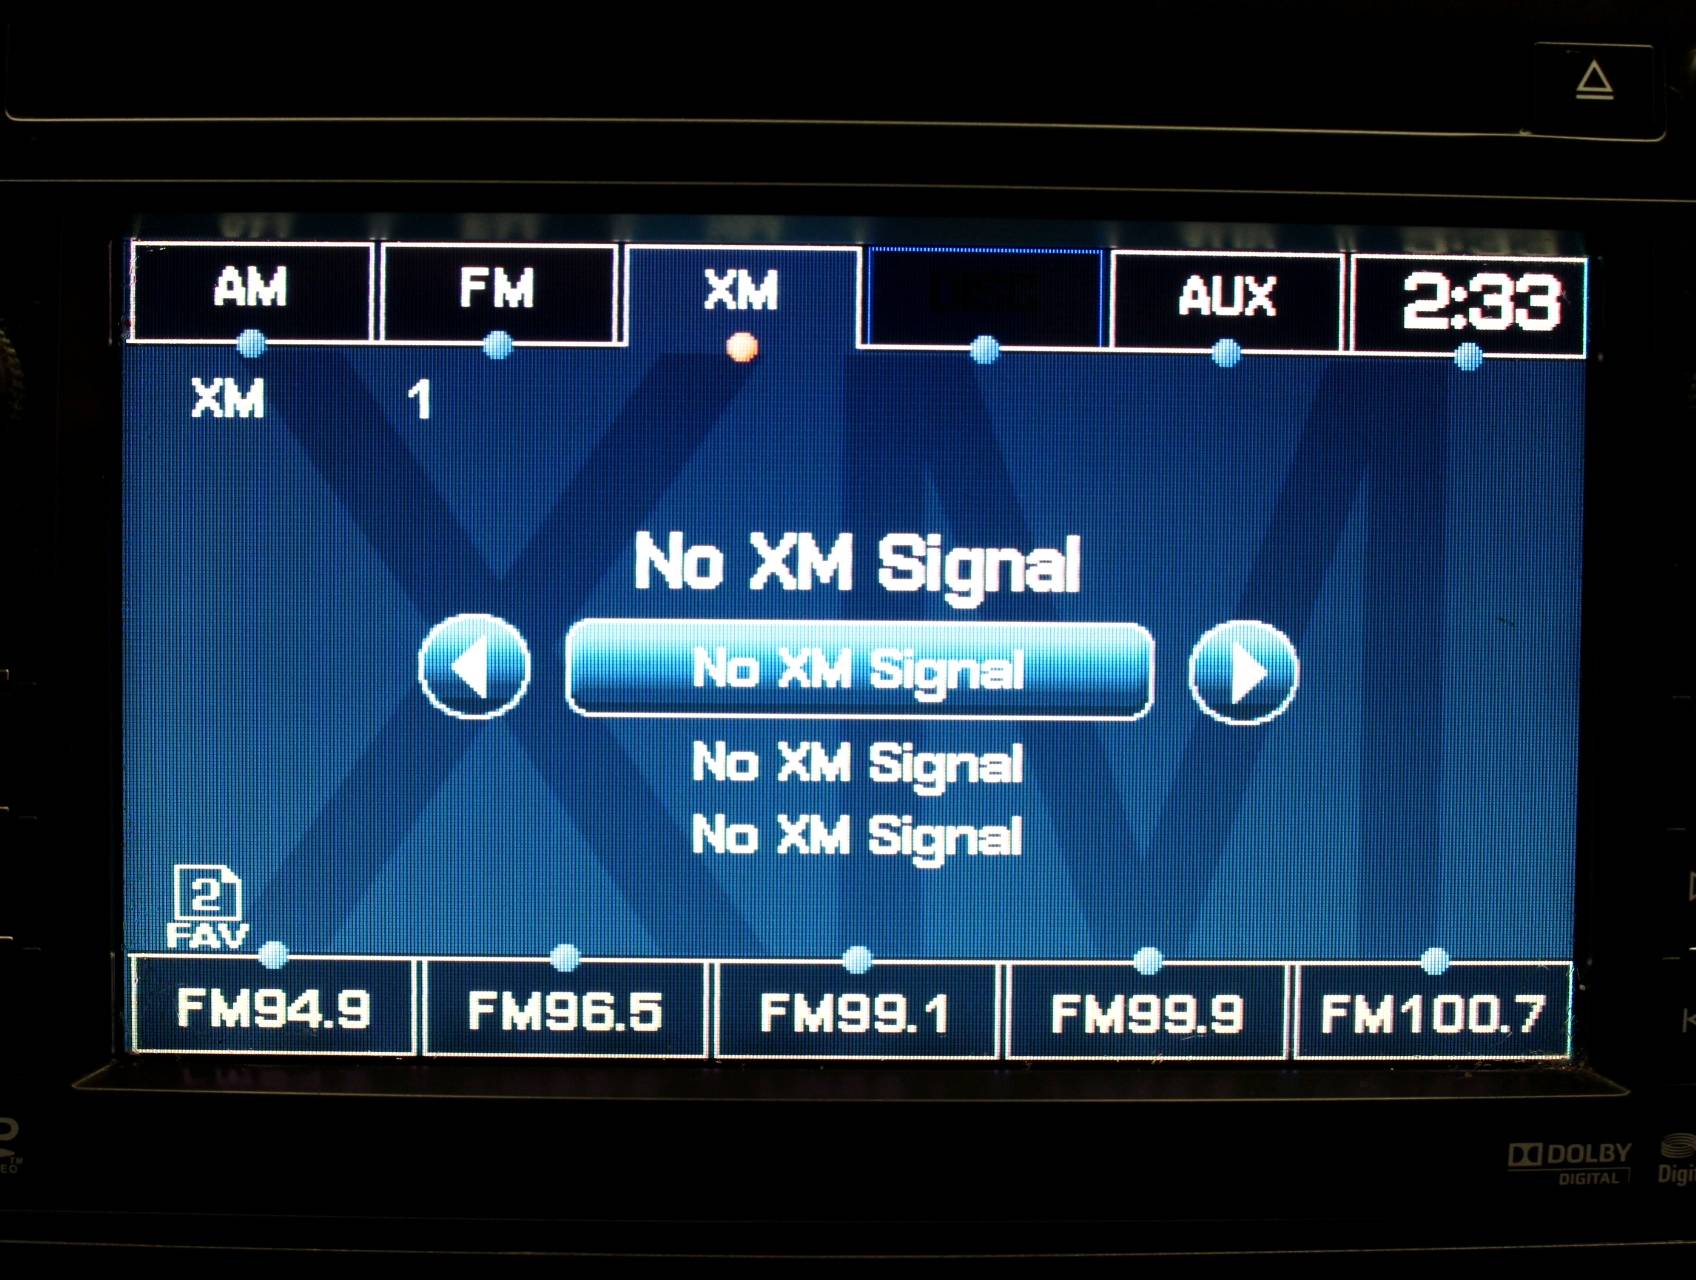 AM FM XM DISC AUX 2:33
XM 1
No XM Signal
No XM Signal
No XM Signal
No XM Signal
2
FAV
FM94.9 FM96.5 FM99.1 FM99.9 FM100.7
DOLBY
DIGITAL